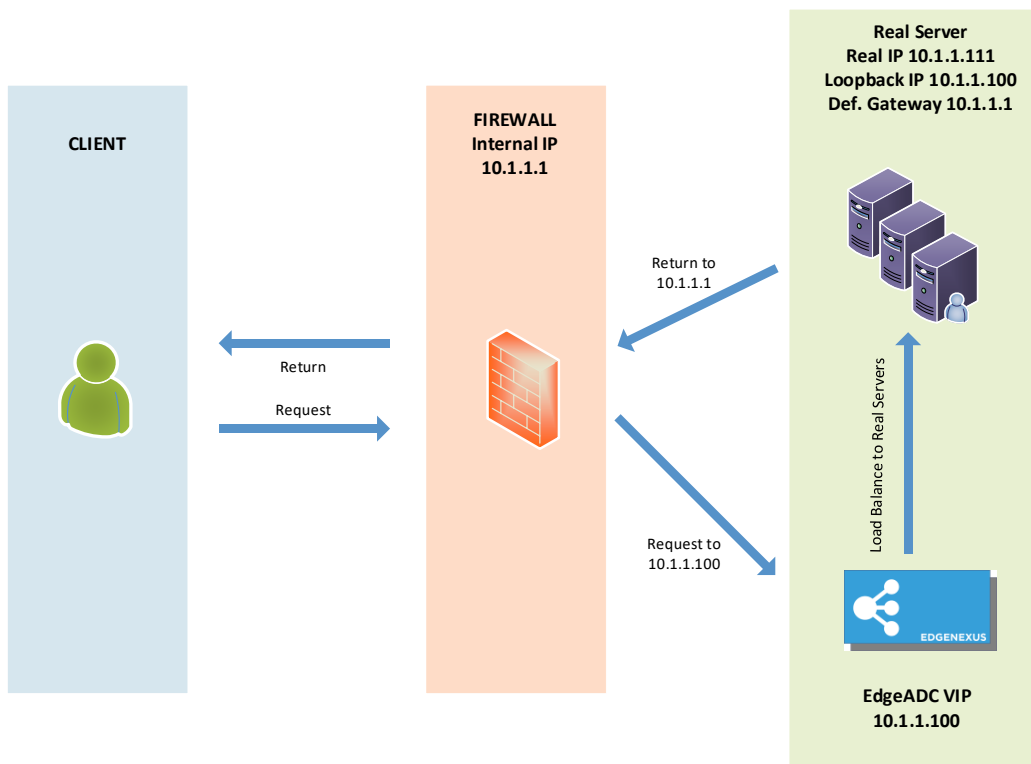 CLIENT
FIREWALL
Internal IP
10.1.1.1
Real Server
Real IP 10.1.1.111
Loopback IP 10.1.1.100
Def. Gateway 10.1.1.1
Return to
10.1.1.1
Return
Request
Request to
10.1.1.100
Load Balance to Real Servers
EDGENEXUS
EdgeADC VIP
10.1.1.100